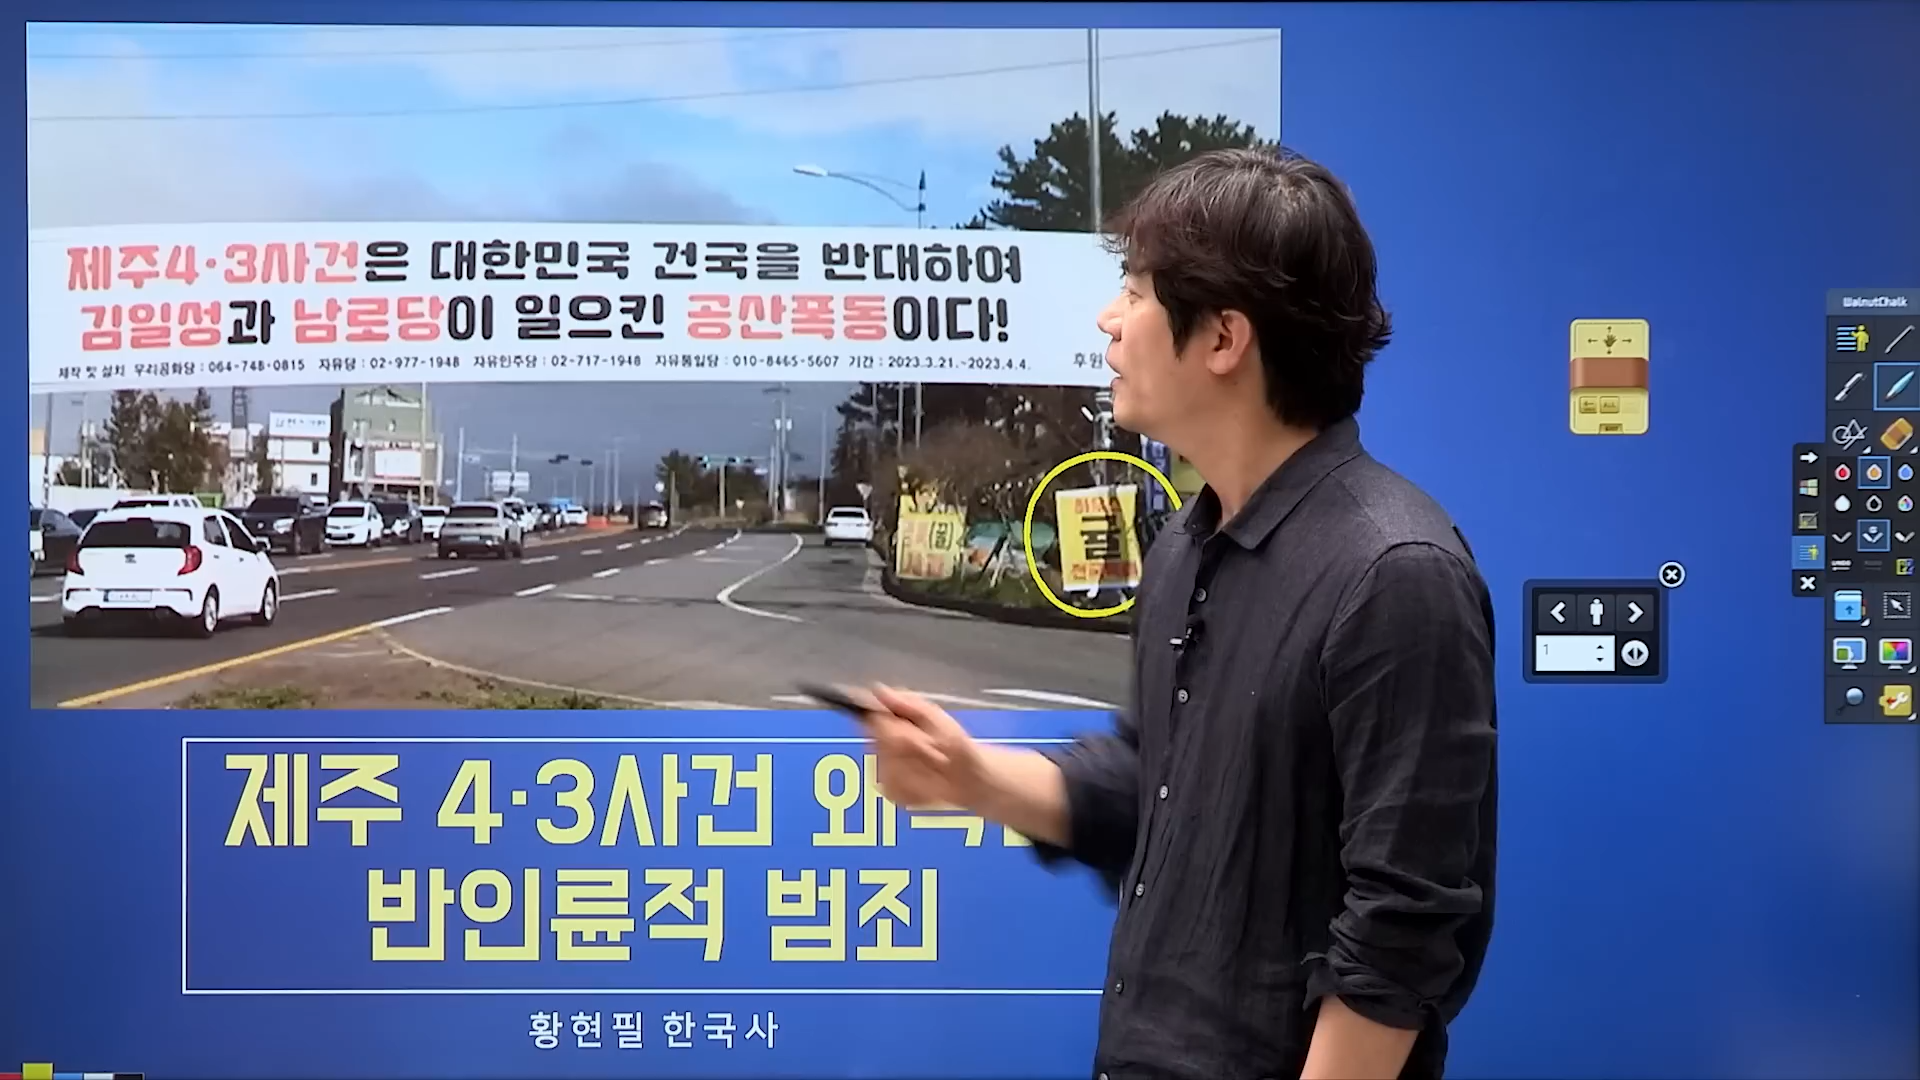 제주4·3사건은 대한민국 건국을 반대하여
김일성과 남로당이 일으킨 공산폭동이다!
제작 및 설치 우리공화당 : 064-748-0815 자유당 : 02-977-1948 자유민주당 : 02-717-1948 자유통일당 : 010-8465-5607 기간 : 2023.3.21.~2023.4.4. 후원
제주 4·3사건 왜
반인륜적 범죄
황현필 한국사
WalnutChalk
1